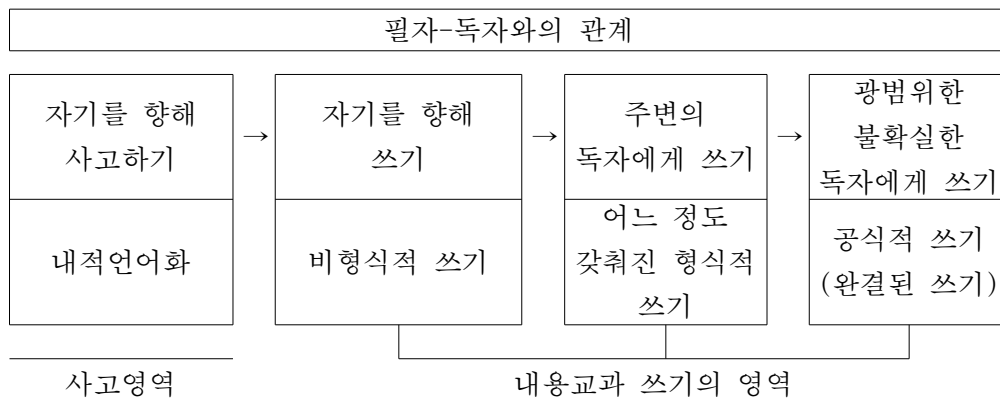 필자-독자와의 관계
자기를 향해
사고하기
→
자기를 향해
쓰기
→
주변의
독자에게 쓰기
→
광범위한
불확실한
독자에게 쓰기
내적언어화
비형식적 쓰기
어느 정도
갖춰진 형식적
쓰기
공식적 쓰기
(완결된 쓰기)
사고영역
내용교과 쓰기의 영역